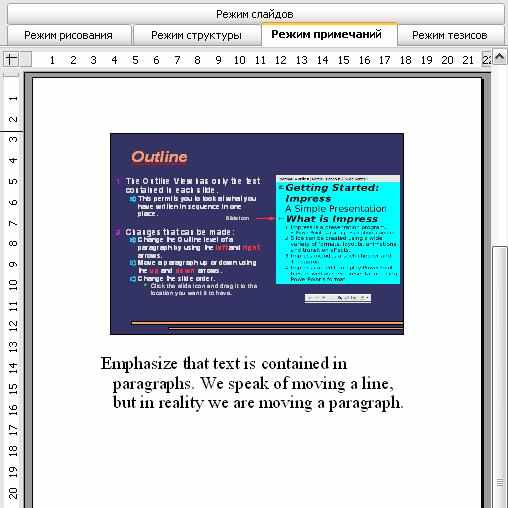 Режим слайдов
Режим рисования
Режим структуры
Режим примечаний
Режим тезисов
1 2 3 4 5 6 7 8 9 10 11 12 13 14 15 16 17 18 19 20 21 22
1
2
3
4
5
6
7
8
9
10
11
12
13
14
15
16
17
18
19
20
Outline
1. The Outline View has only the text
contained in each slide.
a) This permits you to look at what you
have written in sequence in one
place.
2. Changes that can be made:
a) Change the Outline level of a
paragraph by using the left and right
arrows.
b) Move a paragraph up or down using
the up and down arrows.
c) Change the slide order.
Click the slide icon and drag it to the
location you want it to have.
Slide icon
Getting Started:
Impress
A Simple Presentation
What is Impress
Impress is a presentation program.
Emphasize that text is contained in
paragraphs. We speak of moving a line,
but in reality we are moving a paragraph.